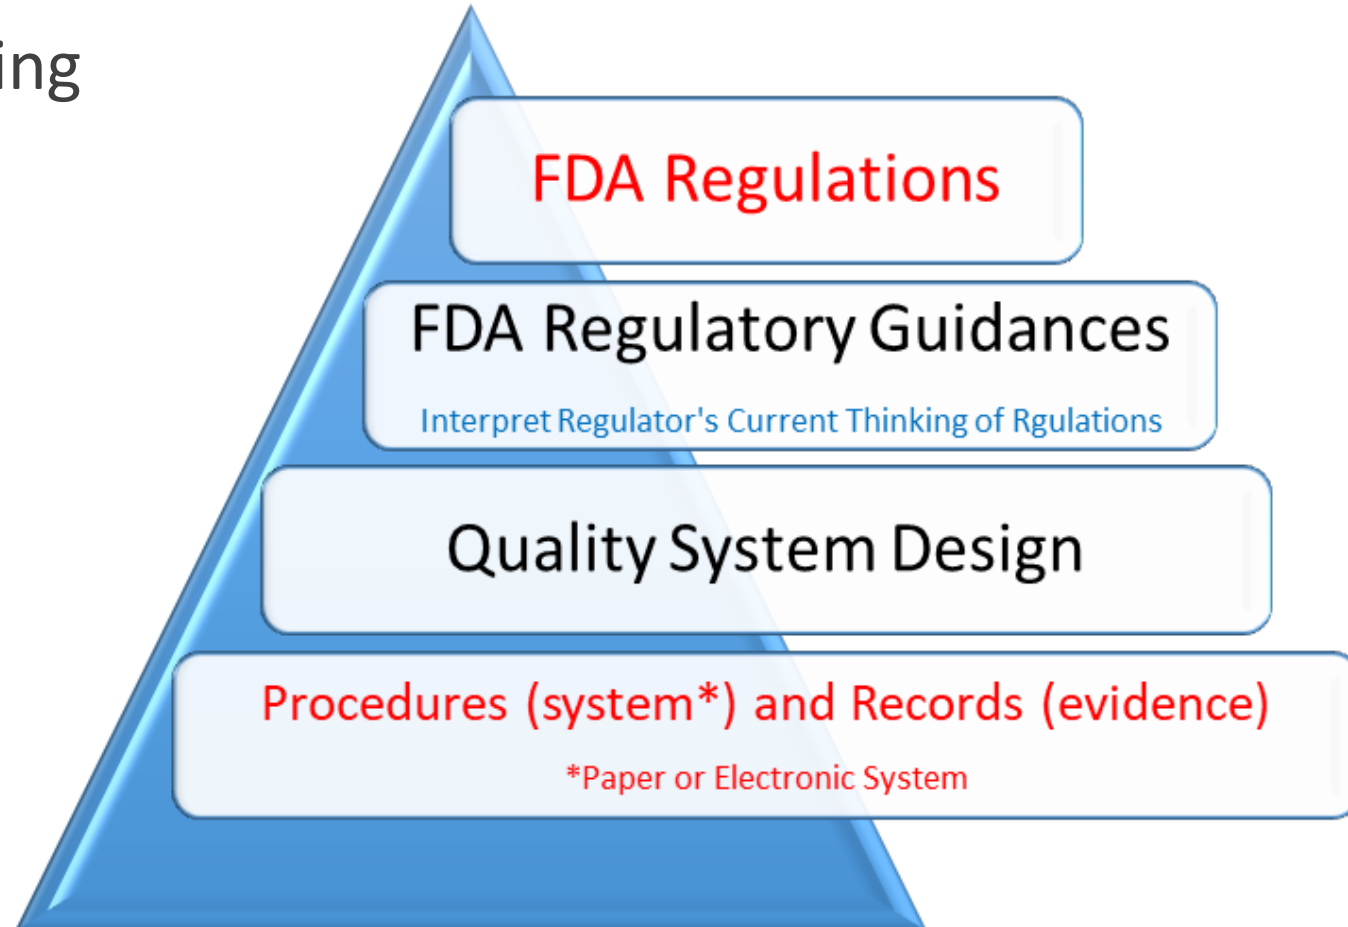 ing
FDA Regulations
FDA Regulatory Guidances
Interpret Regulator's Current Thinking of Rgulations
Quality System Design
Procedures (system*) and Records (evidence)
*Paper or Electronic System